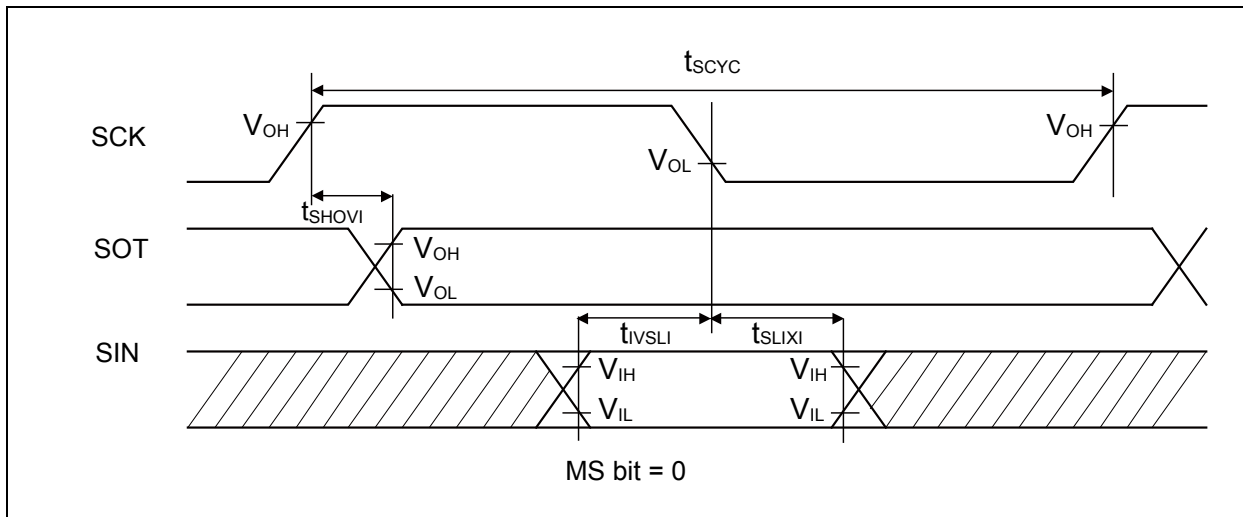 tSCYC
SCK
VOH
VOL
VOH
tSHOVI
SOT
VOH
VOL
tIVSLI
tSLIXI
SIN
VIH
VIH
VIL
VIL
MS bit = 0